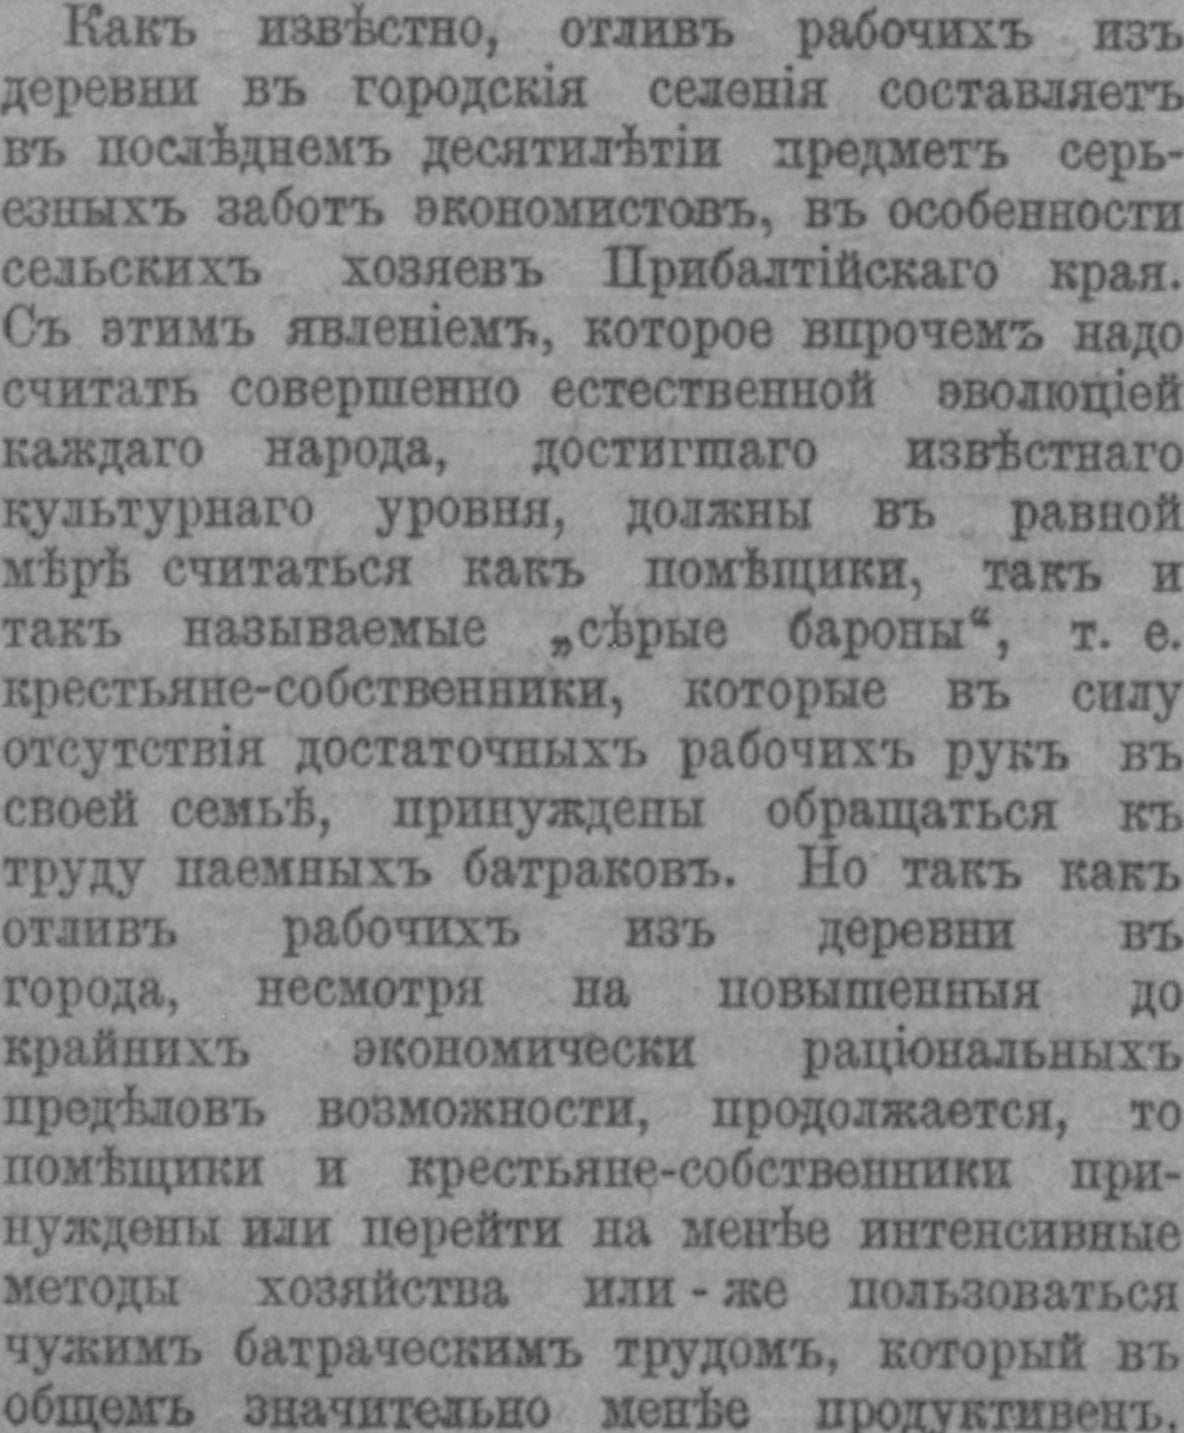 Какъ извѣстно, отливъ рабочихъ изъ
деревни въ городскія селенія составляетъ
въ послѣднемъ десятилѣтіи предметъ серь-
езныхъ заботъ экономистовъ, въ особенности
сельскихъ хозяевъ Прибалтійскаго края.
Съ этимъ явленіемъ, которое впрочемъ надо
считать совершенно естественной эволюціей
каждаго народа, достигшаго извѣстнаго
культурнаго уровня, должны въ равной
мѣрѣ считаться какъ помѣщики, такъ и
такъ называемые „сѣрые бароны“, т. е.
крестьяне-собственники, которые въ силу
отсутствія достаточныхъ рабочихъ рукъ въ
своей семьѣ, принуждены обращаться къ
труду наемныхъ батраковъ. Но такъ какъ
отливъ рабочихъ изъ деревни въ
города, несмотря на повышенныя до
крайнихъ экономически раціональныхъ
предѣловъ возможности, продолжается, то
помѣщики и крестьяне-собственники при-
нуждены или перейти на менѣе интенсивные
методы хозяйства или - же пользоваться
чужимъ батраческимъ трудомъ, который въ
общемъ значительно менѣе продуктивенъ.